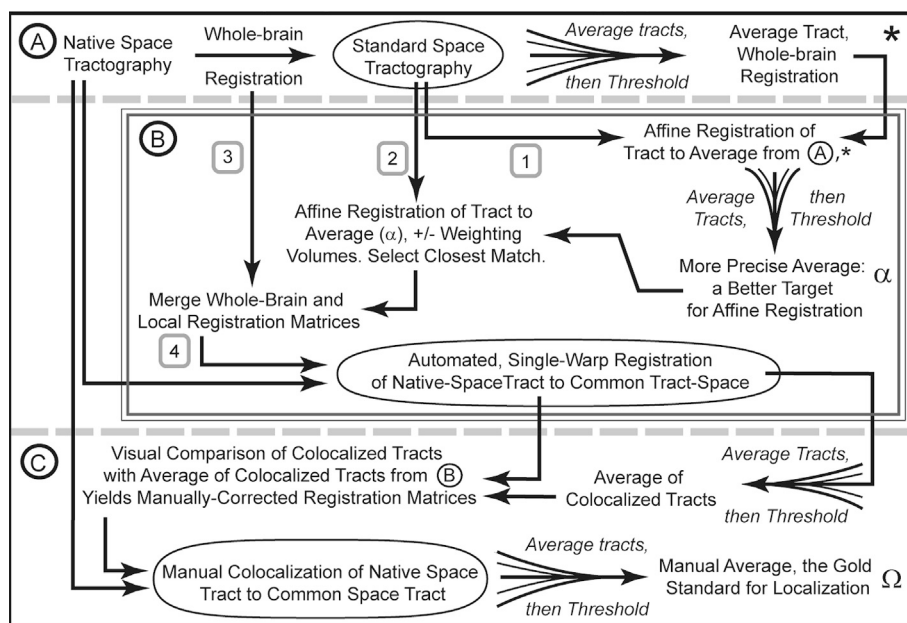 A
Native Space
Tractography
Whole-brain
Registration
Standard Space
Tractography
Average tracts,
then Threshold
Average Tract,
Whole-brain
Registration
*
B
3
2
1
Affine Registration of
Tract to Average from A,*
Average
Tracts,
then
Threshold
Affine Registration of Tract to
Average (α), +/- Weighting
Volumes. Select Closest Match.
More Precise Average:
a Better Target
for Affine Registration
α
Merge Whole-Brain and
Local Registration Matrices
4
Automated, Single-Warp Registration
of Native-SpaceTract to Common Tract-Space
C
Visual Comparison of Colocalized Tracts
with Average of Colocalized Tracts from B
Yields Manually-Corrected Registration Matrices
Average of
Colocalized Tracts
Average Tracts,
then Threshold
Manual Colocalization of Native Space
Tract to Common Space Tract
Average tracts,
then Threshold
Manual Average, the Gold
Standard for Localization
Ω